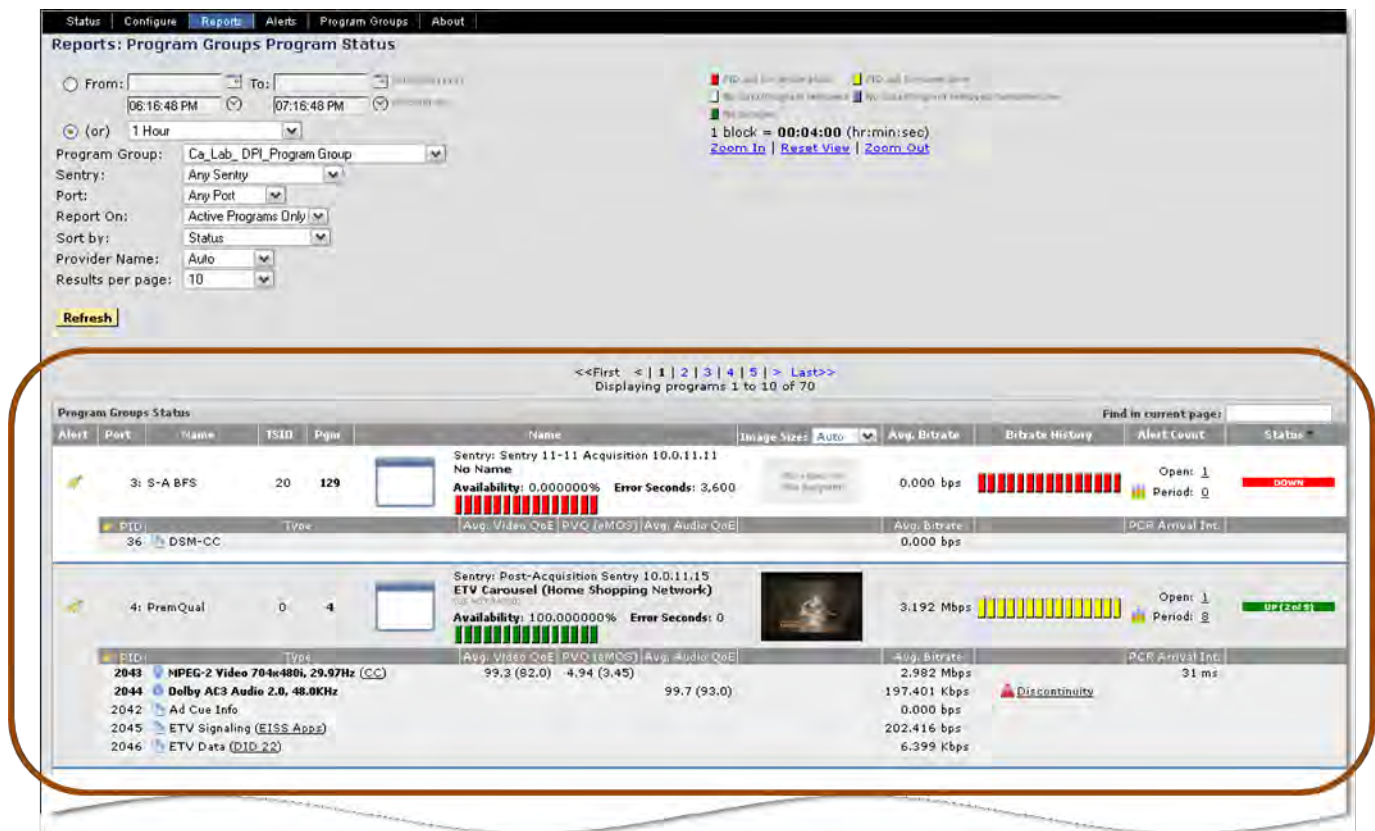 Status Configure Reports Alerts Program Groups About
Reports: Program Groups Program Status
From: To:
06:16:48 PM 07:16:48 PM
(or) 1 Hour
1 block = 00:04:00 (hr:min:sec)
Zoom In | Reset View | Zoom Out
Program Group: Ca_Lab_ DPI_Program Group
Sentry: Any Sentry
Port: Any Port
Report On: Active Programs Only
Sort by: Status
Provider Name: Auto
Results per page: 10
Refresh
<<First < | 1 | 2 | 3 | 4 | 5 | > Last>>
Displaying programs 1 to 10 of 70
Program Groups Status Find in current page:
Alert Port Name TSID Pgm Name Image Size: Auto Avg. Bitrate Bitrate History Alert Count Status
Sentry: Sentry 11-11 Acquisition 10.0.11.11
No Name
3: S-A BFS 20 129 Availability: 0.000000% Error Seconds: 3,600 0.000 bps Open: 1 DOWN
Period: 0
PID Type Avg. Video QoE PVQ (eMOS) Avg. Audio QoE Avg. Bitrate PCR Arrival Int.
36 DSM-CC 0.000 bps
Sentry: Post-Acquisition Sentry 10.0.11.15
ETV Carousel (Home Shopping Network)
4: PremQual 0 4 Availability: 100.000000% Error Seconds: 0 3.192 Mbps Open: 1 UP (2 of 9)
Period: 8
PID Type Avg. Video QoE PVQ (eMOS) Avg. Audio QoE Avg. Bitrate PCR Arrival Int.
2043 MPEG-2 Video 704x480i, 29.97Hz (CC) 99.3 (82.0) 4.94 (3.45) 2.982 Mbps 31 ms
2044 Dolby AC3 Audio 2.0, 48.0KHz 99.7 (93.0) 197.401 Kbps Discontinuity
2042 Ad Cue Info 0.000 bps
2045 ETV Signaling (EISS Apps) 202.416 bps
2046 ETV Data (DID 22) 6.399 Kbps